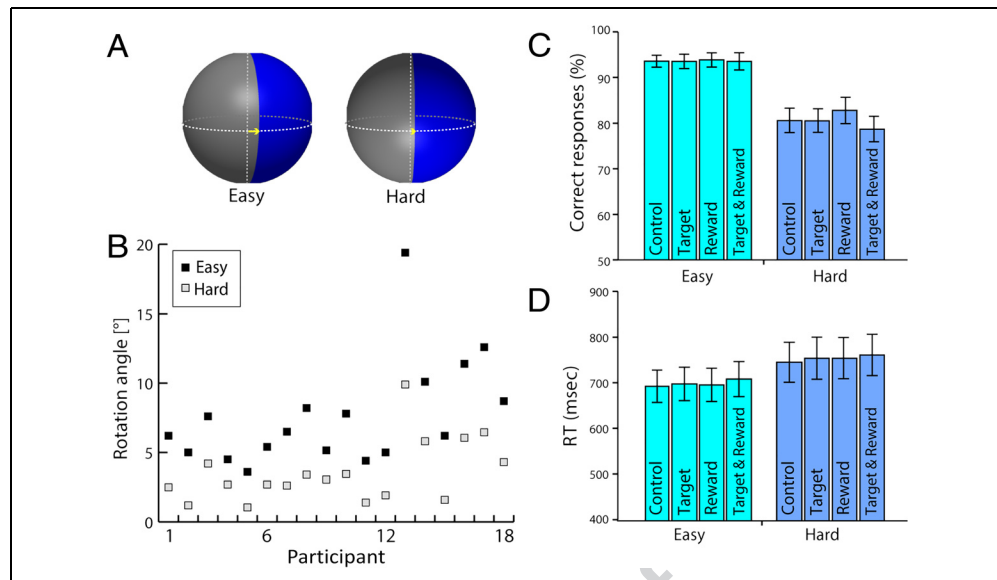 A
Easy
Hard
B
20
15
10
5
0
Easy
Hard
Rotation angle [°]
1
6
12
18
Participant
C
100
90
80
70
60
50
Correct responses (%)
Control
Target
Reward
Target & Reward
Control
Target
Reward
Target & Reward
Easy
Hard
D
900
800
700
600
500
400
RT (msec)
Control
Target
Reward
Target & Reward
Control
Target
Reward
Target & Reward
Easy
Hard